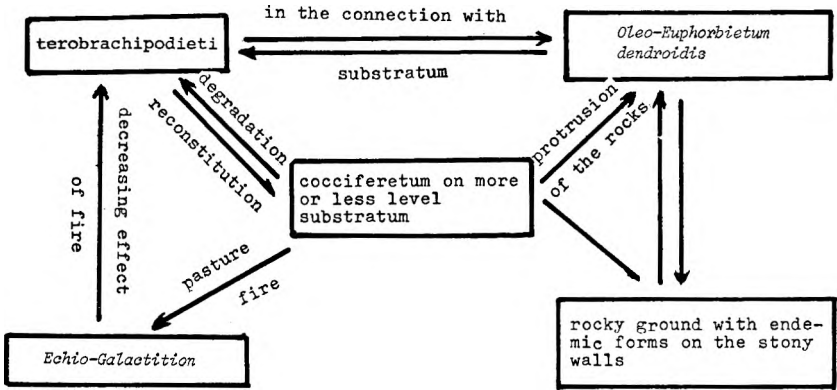 in the connection with
terobrachipodieti
Oleo-Euphorbietum
dendroidis
substratum
degradation
reconstitution
protrusion
of the rocks
decreasing effect
of fire
cocciferetum on more
or less level
substratum
pasture
fire
Echio-Galactition
rocky ground with ende-
mic forms on the stony
walls